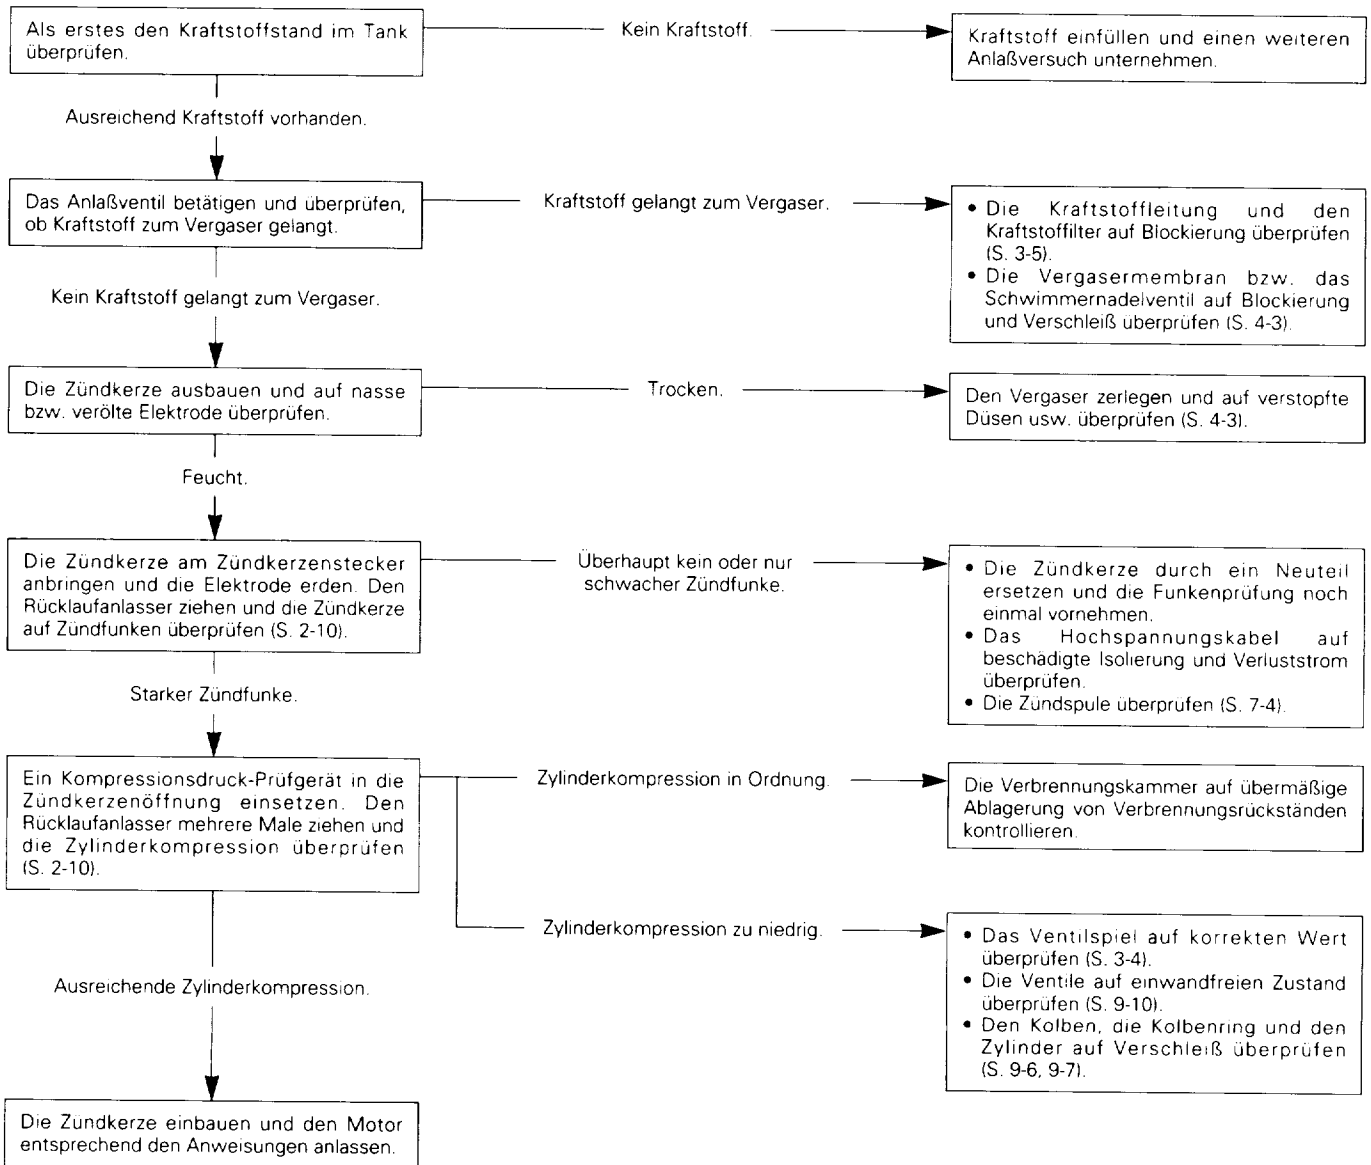 Als erstes den Kraftstoffstand im Tank
überprüfen.
Kein Kraftstoff.
Kraftstoff einfüllen und einen weiteren
Anlaßversuch unternehmen.
Ausreichend Kraftstoff vorhanden.
Das Anlaßventil betätigen und überprüfen,
ob Kraftstoff zum Vergaser gelangt.
Kraftstoff gelangt zum Vergaser.
• Die Kraftstoffleitung und den
Kraftstoffilter auf Blockierung überprüfen
(S. 3-5).
• Die Vergasermembran bzw. das
Schwimmernadelventil auf Blockierung
und Verschleiß überprüfen (S. 4-3).
Kein Kraftstoff gelangt zum Vergaser.
Die Zündkerze ausbauen und auf nasse
bzw. verölte Elektrode überprüfen.
Trocken.
Den Vergaser zerlegen und auf verstopfte
Düsen usw. überprüfen (S. 4-3).
Feucht.
Die Zündkerze am Zündkerzenstecker
anbringen und die Elektrode erden. Den
Rücklaufanlasser ziehen und die Zündkerze
auf Zündfunken überprüfen (S. 2-10).
Überhaupt kein oder nur
schwacher Zündfunke.
• Die Zündkerze durch ein Neuteil
ersetzen und die Funkenprüfung noch
einmal vornehmen.
• Das Hochspannungskabel auf
beschädigte Isolierung und Verluststrom
überprüfen.
• Die Zündspule überprüfen (S. 7-4).
Starker Zündfunke.
Ein Kompressionsdruck-Prüfgerät in die
Zündkerzenöffnung einsetzen. Den
Rücklaufanlasser mehrere Male ziehen und
die Zylinderkompression überprüfen
(S. 2-10).
Zylinderkompression in Ordnung.
Die Verbrennungskammer auf übermäßige
Ablagerung von Verbrennungsrückständen
kontrollieren.
Zylinderkompression zu niedrig.
• Das Ventilspiel auf korrekten Wert
überprüfen (S. 3-4).
• Die Ventile auf einwandfreien Zustand
überprüfen (S. 9-10).
• Den Kolben, die Kolbenring und den
Zylinder auf Verschleiß überprüfen
(S. 9-6, 9-7).
Ausreichende Zylinderkompression.
Die Zündkerze einbauen und den Motor
entsprechend den Anweisungen anlassen.